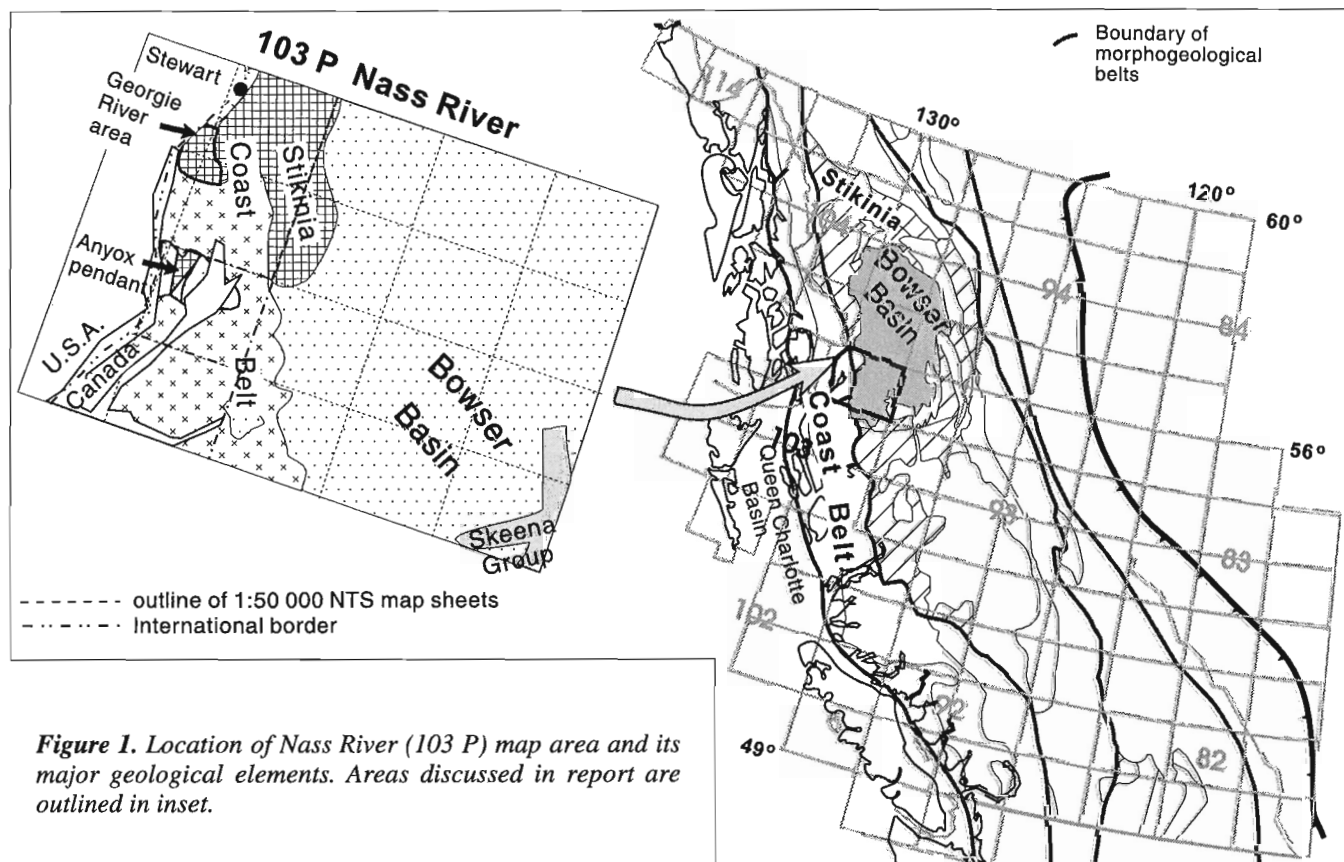 103 P Nass River
Stewart
Georgie
River
area
Coast
Stikinia
Anyox
pendant
U.S.A.
Canada
Belt
Bowser
Basin
Skeena
Group
outline of 1:50 000 NTS map sheets
International border
Boundary of
morphogeological
belts
114
130°
120°
60°
Stikinia
104
Bowser
Basin
94
84
56°
103
Coast Belt
Queen Charlotte
Basin
93
83
102
92
49°
82
Figure 1. Location of Nass River (103 P) map area and its
major geological elements. Areas discussed in report are
outlined in inset.